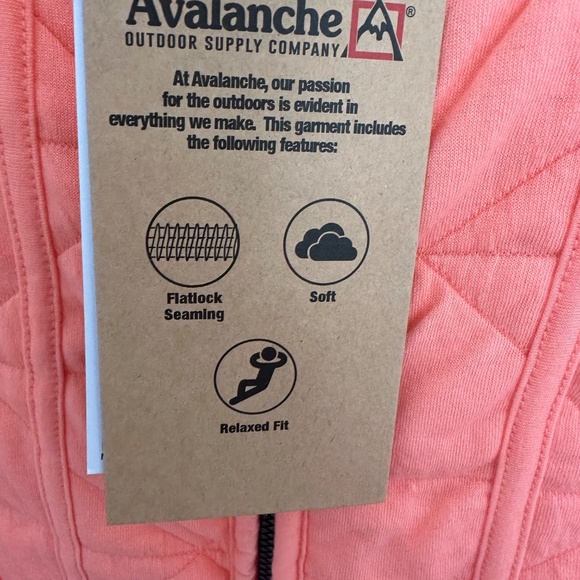 Avalanche®
OUTDOOR SUPPLY COMPANY
At Avalanche, our passion
for the outdoors is evident in
everything we make. This garment includes
the following features:
Flatlock
Seaming
Soft
Relaxed Fit